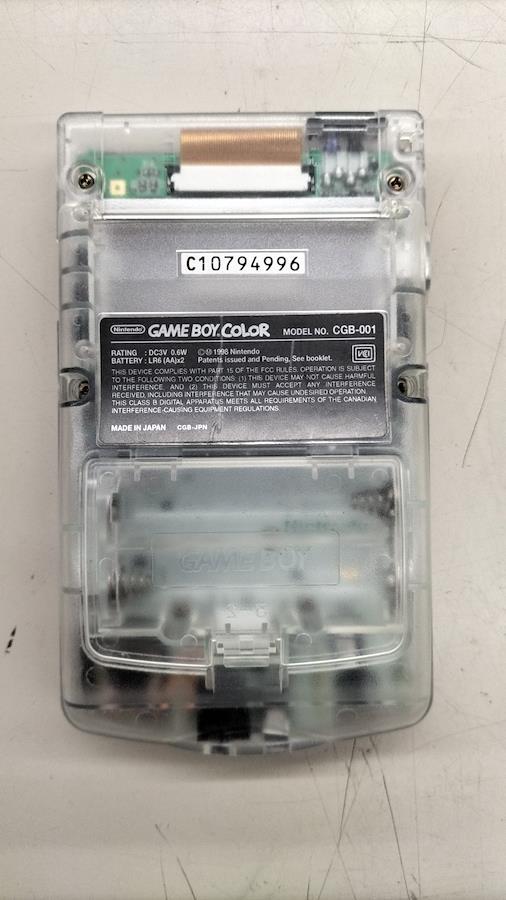 C10794996
Nintendo GAME BOY COLOR MODEL NO. CGB-001
RATING : DC3V 0.6W ©Ⓜ1998 Nintendo
BATTERY : LR6 (AA)x2 Patents issued and Pending, See booklet.
VCI
THIS DEVICE COMPLIES WITH PART 15 OF THE FCC RULES. OPERATION IS SUBJECT
TO THE FOLLOWING TWO CONDITIONS: (1) THIS DEVICE MAY NOT CAUSE HARMFUL
INTERFERENCE, AND (2) THIS DEVICE MUST ACCEPT ANY INTERFERENCE
RECEIVED, INCLUDING INTERFERENCE THAT MAY CAUSE UNDESIRED OPERATION.
THIS CLASS B DIGITAL APPARATUS MEETS ALL REQUIREMENTS OF THE CANADIAN
INTERFERENCE-CAUSING EQUIPMENT REGULATIONS.
MADE IN JAPAN CGB-JPN
Nintendo
GAME BOY